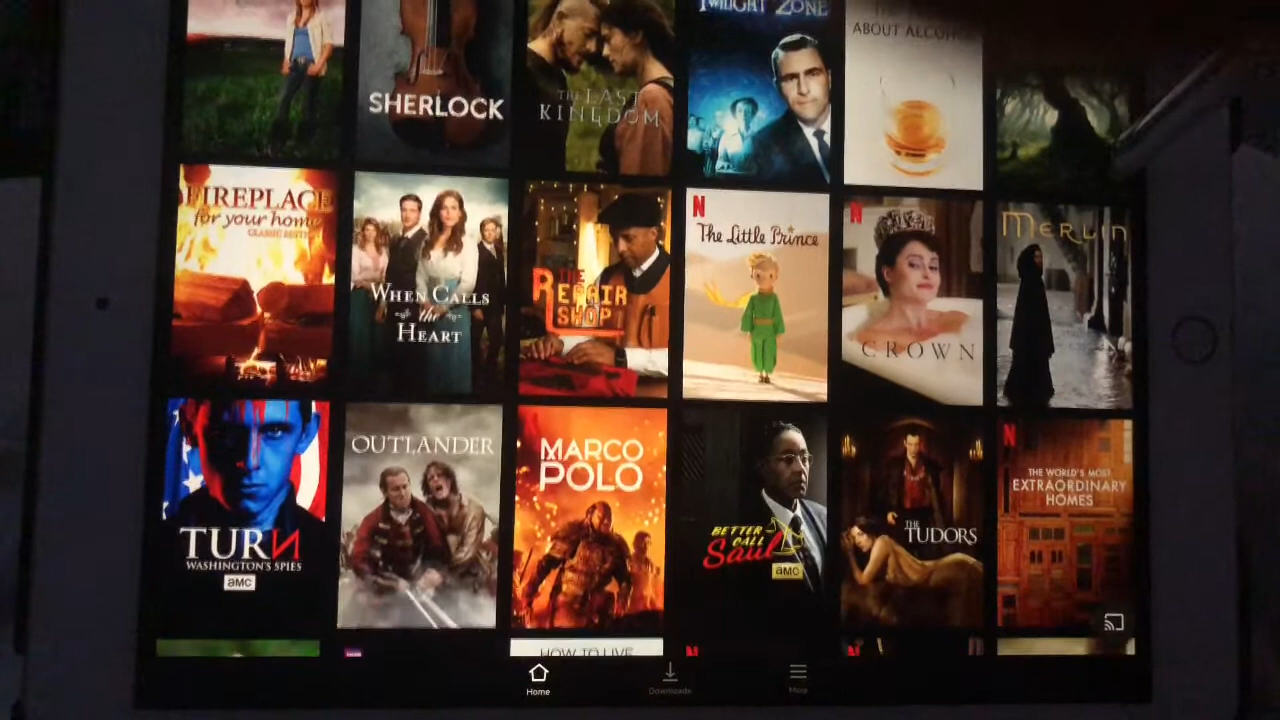 TWILIGHT ZONE
ABOUT ALCOHOL
SHERLOCK
THE LAST
KINGDOM
FIREPLACE
for your home
CLASSIC EDITION
WHEN CALLS
the
HEART
THE
REPAIR
SHOP
N
The Little Prince
N
CROWN
MERLIN
TURN
WASHINGTON'S SPIES
amc
OUTLANDER
MARCO
POLO
BETTER
CALL
Saul
amc
THE
TUDORS
N
THE WORLD'S MOST
EXTRAORDINARY
HOMES
HOW TO LIVE
N
N
Home
Downloads
More